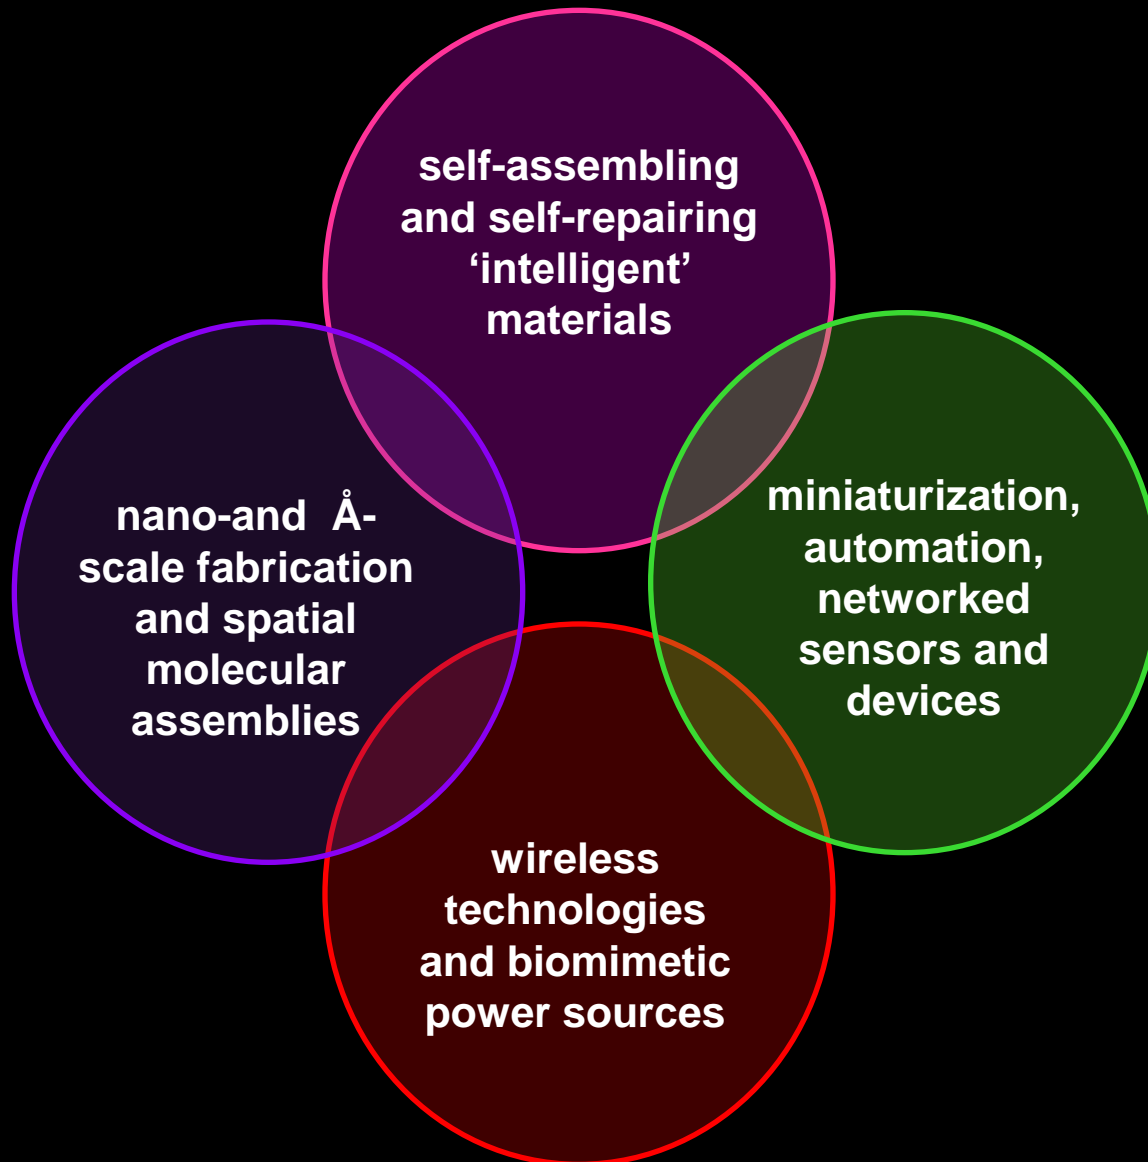 self-assembling
and self-repairing
‘intelligent’
materials
nano-and  Å-
scale fabrication
and spatial
molecular
assemblies
miniaturization,
automation,
networked
sensors and
devices
wireless
technologies
and biomimetic
power sources